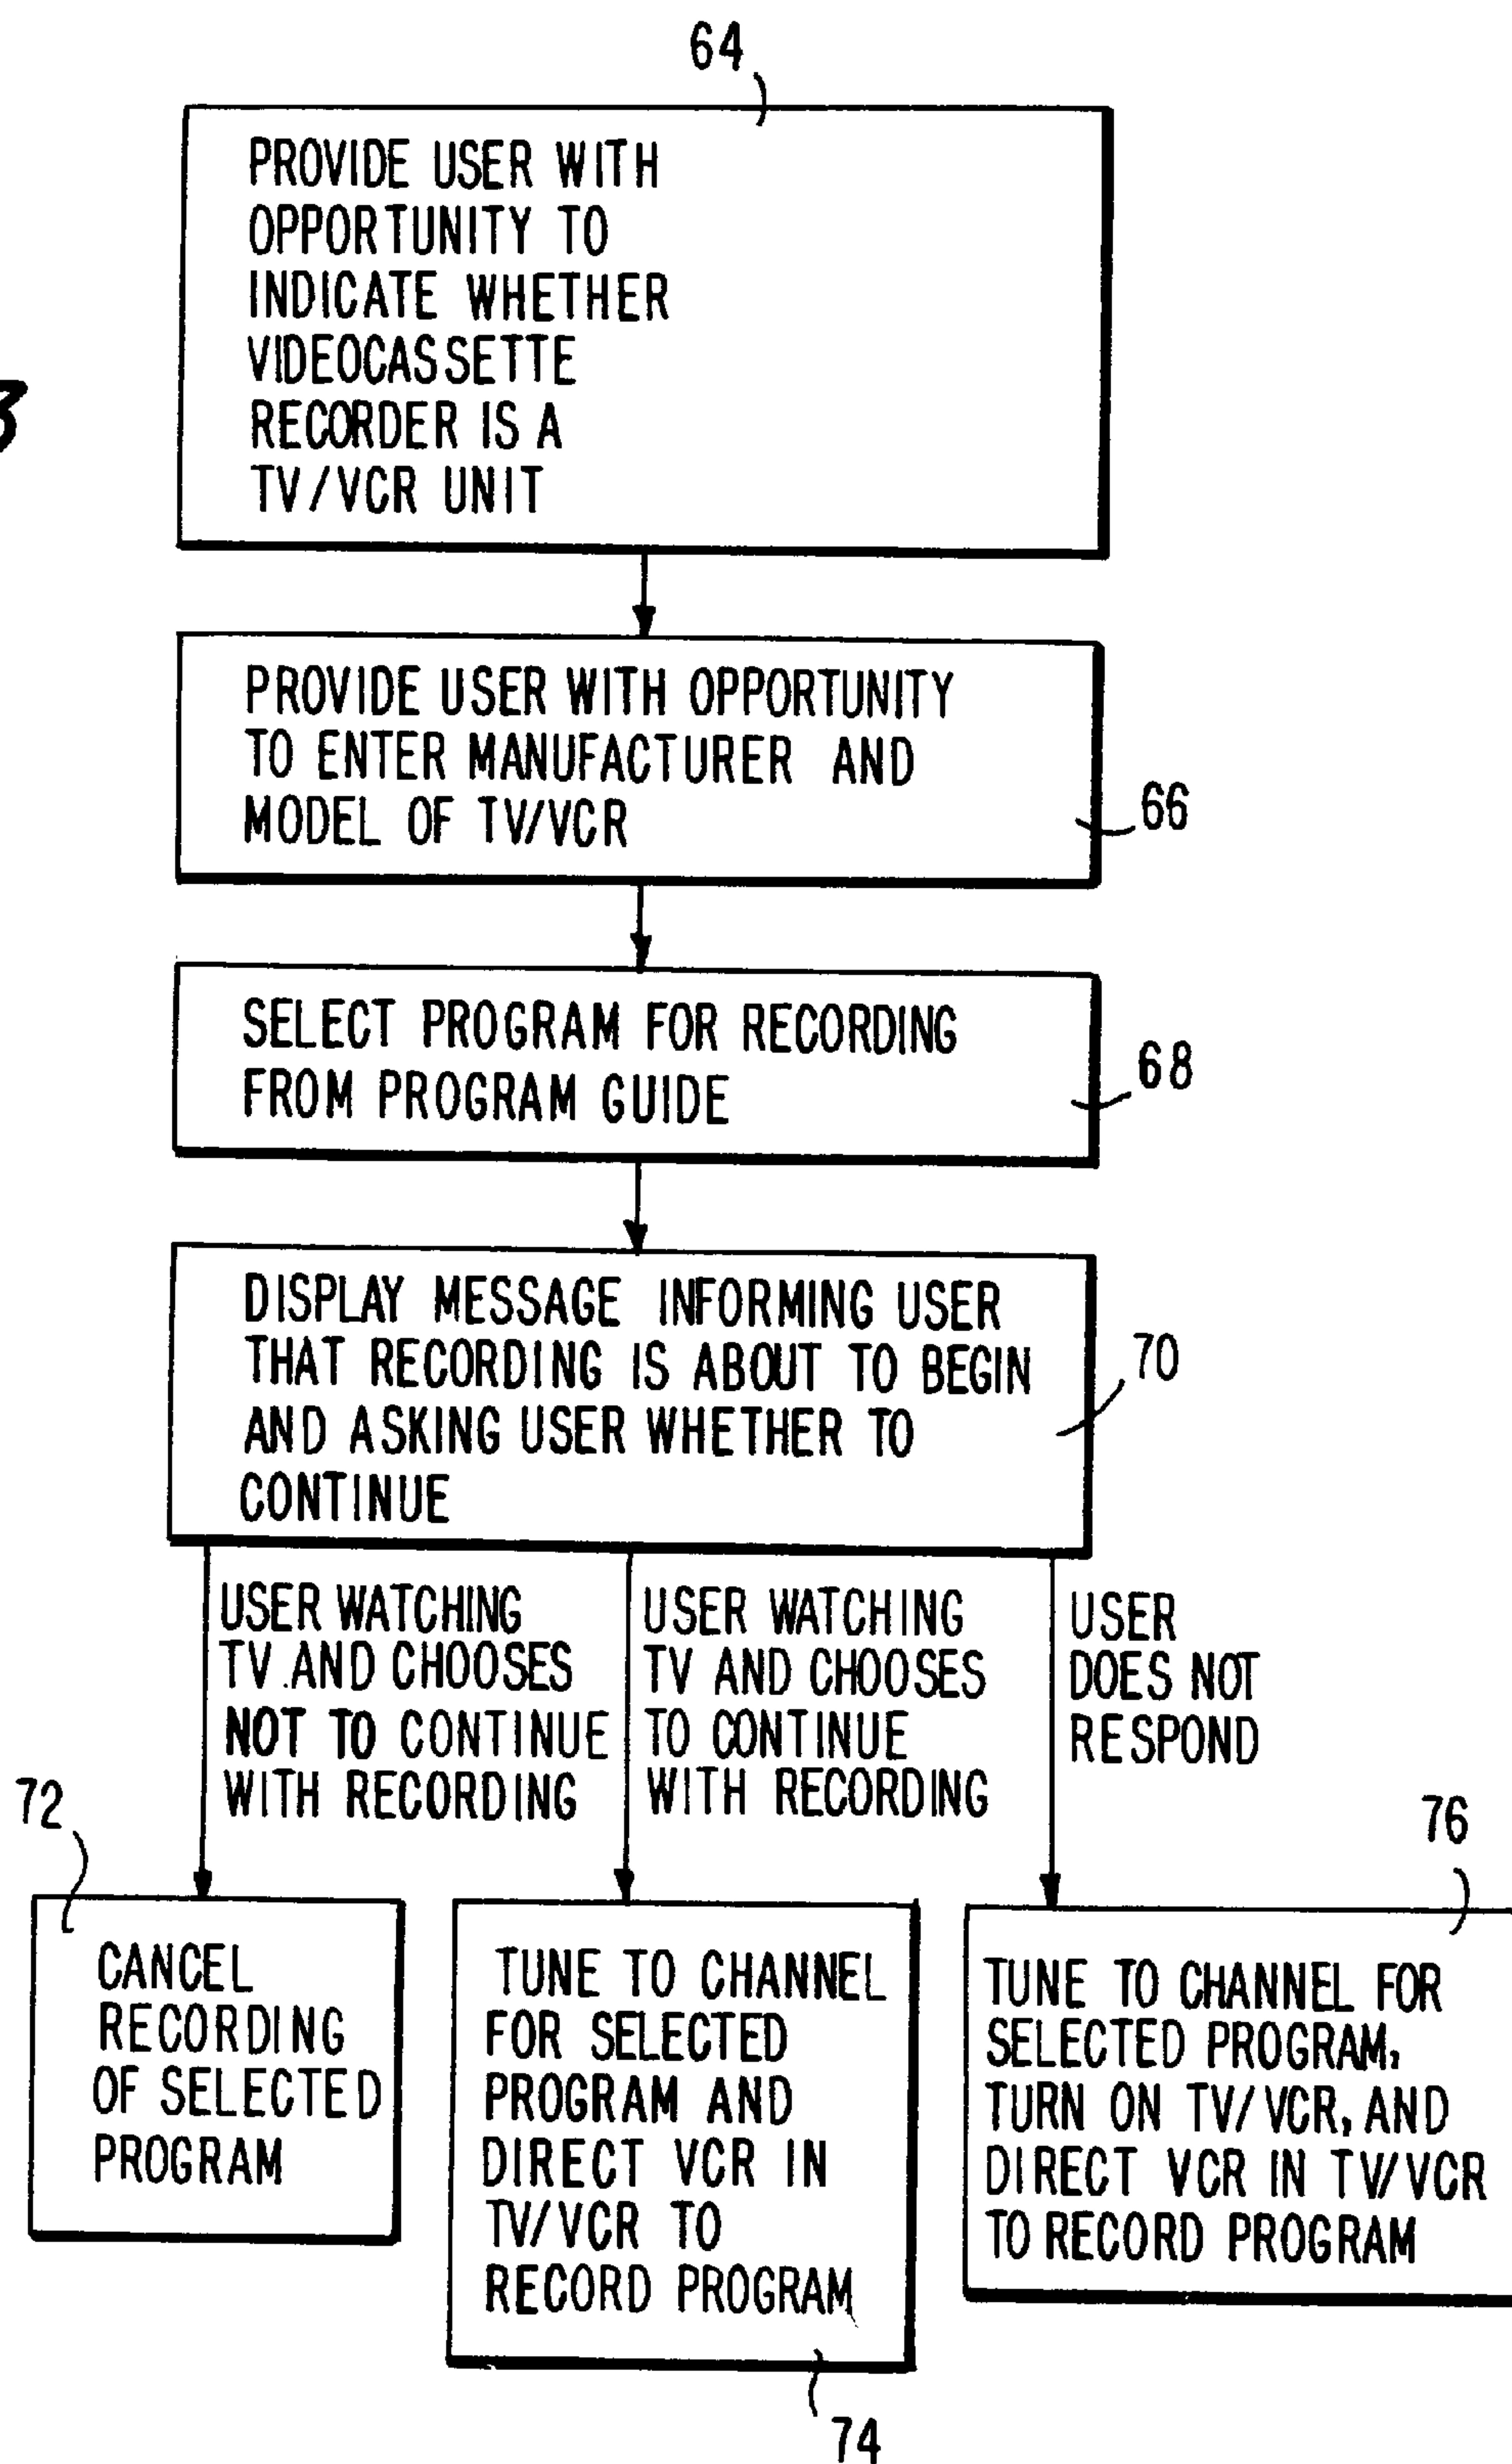 64
PROVIDE USER WITH
OPPORTUNITY TO
INDICATE WHETHER
VIDEOCASSETTE
RECORDER IS A
TV/VCR UNIT
3
PROVIDE USER WITH OPPORTUNITY
TO ENTER MANUFACTURER AND
MODEL OF TV/VCR
66
SELECT PROGRAM FOR RECORDING
FROM PROGRAM GUIDE
68
DISPLAY MESSAGE INFORMING USER
THAT RECORDING IS ABOUT TO BEGIN
AND ASKING USER WHETHER TO
CONTINUE
70
USER WATCHING
TV AND CHOOSES
NOT TO CONTINUE
WITH RECORDING
USER WATCHING
TV AND CHOOSES
TO CONTINUE
WITH RECORDING
USER
DOES NOT
RESPOND
72
CANCEL
RECORDING
OF SELECTED
PROGRAM
TUNE TO CHANNEL
FOR SELECTED
PROGRAM AND
DIRECT VCR IN
TV/VCR TO
RECORD PROGRAM
74
76
TUNE TO CHANNEL FOR
SELECTED PROGRAM,
TURN ON TV/VCR, AND
DIRECT VCR IN TV/VCR
TO RECORD PROGRAM